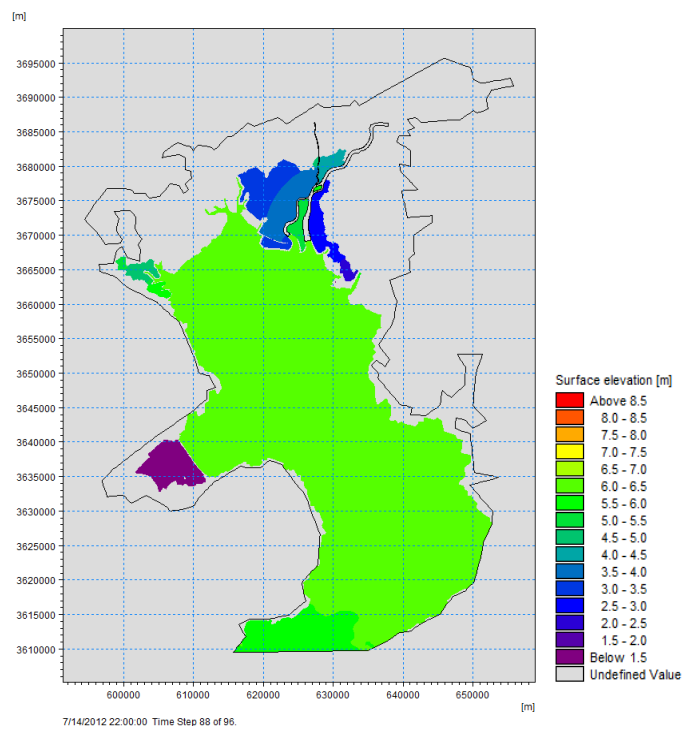 [m]
3695000
3690000
3685000
3680000
3675000
3670000
3665000
3660000
3655000
3650000
3645000
3640000
3635000
3630000
3625000
3620000
3615000
3610000
600000 610000 620000 630000 640000 650000
[m]
7/14/2012 22:00:00 Time Step 88 of 96.
Surface elevation [m]
Above 8.5
8.0 - 8.5
7.5 - 8.0
7.0 - 7.5
6.5 - 7.0
6.0 - 6.5
5.5 - 6.0
5.0 - 5.5
4.5 - 5.0
4.0 - 4.5
3.5 - 4.0
3.0 - 3.5
2.5 - 3.0
2.0 - 2.5
1.5 - 2.0
Below 1.5
Undefined Value